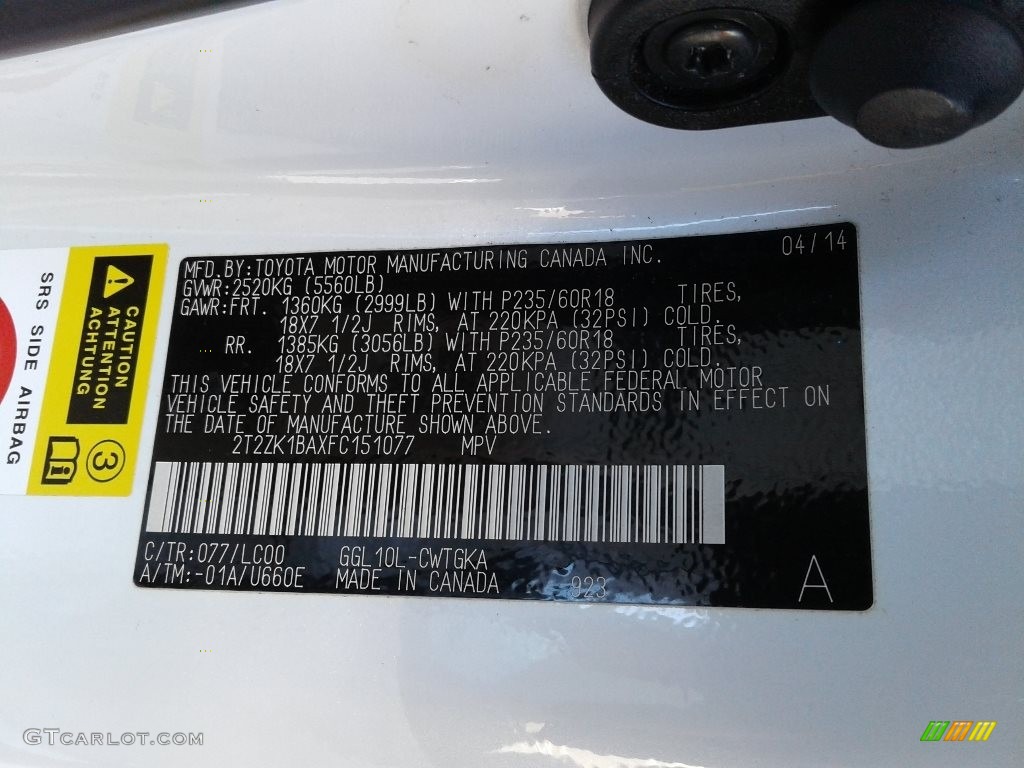 MFD.BY:TOYOTA MOTOR MANUFACTURING CANADA INC. 04/14
GVWR:2520KG (5560LB)
GAWR:FRT. 1360KG (2999LB) WITH P235/60R18 TIRES,
18X7 1/2J RIMS, AT 220KPA (32PSI) COLD.
RR. 1385KG (3056LB) WITH P235/60R18 TIRES,
18X7 1/2J RIMS, AT 220KPA (32PSI) COLD.
THIS VEHICLE CONFORMS TO ALL APPLICABLE FEDERAL MOTOR
VEHICLE SAFETY AND THEFT PREVENTION STANDARDS IN EFFECT ON
THE DATE OF MANUFACTURE SHOWN ABOVE.
2T2ZK1BAXFC151077 MPV
C/TR:077/LC00 GGL10L-CWTGKA
A/TM:-01A/U660E MADE IN CANADA 923
A
CAUTION
ATTENTION
ACHTUNG
3
SRS SIDE AIRBAG
GTcarlot.com